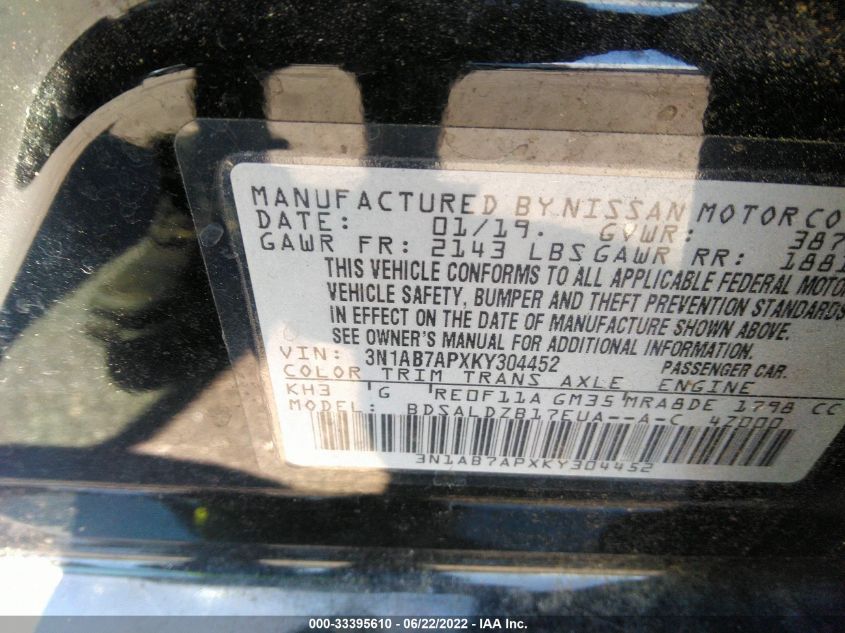 MANUFACTURED BY NISSAN MOTOR CO
DATE: 01/19. GVWR: 387
GAWR FR: 2143 LBS GAWR RR: 1881
THIS VEHICLE CONFORMS TO ALL APPLICABLE FEDERAL MOTOR
VEHICLE SAFETY, BUMPER AND THEFT PREVENTION STANDARDS
IN EFFECT ON THE DATE OF MANUFACTURE SHOWN ABOVE.
SEE OWNER'S MANUAL FOR ADDITIONAL INFORMATION.
VIN: 3N1AB7APXKY304452 PASSENGER CAR.
COLOR TRIM TRANS AXLE ENGINE
KH3 G RE0F11A GM35 MRA8DE 1798 CC
MODEL: BDSALDZB17EUA--A-C 42000
3N1AB7APXKY304452
000-33395610 - 06/22/2022 - IAA, Inc.